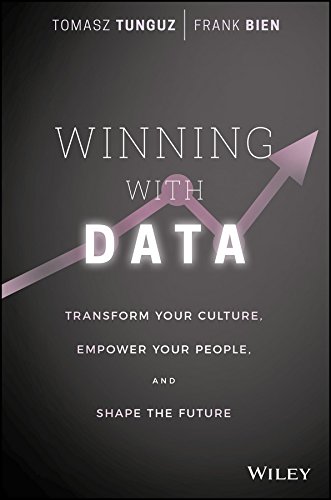 TOMASZ TUNGUZ | FRANK BIEN
WINNING
WITH
DATA
TRANSFORM YOUR CULTURE,
EMPOWER YOUR PEOPLE,
AND
SHAPE THE FUTURE
WILEY